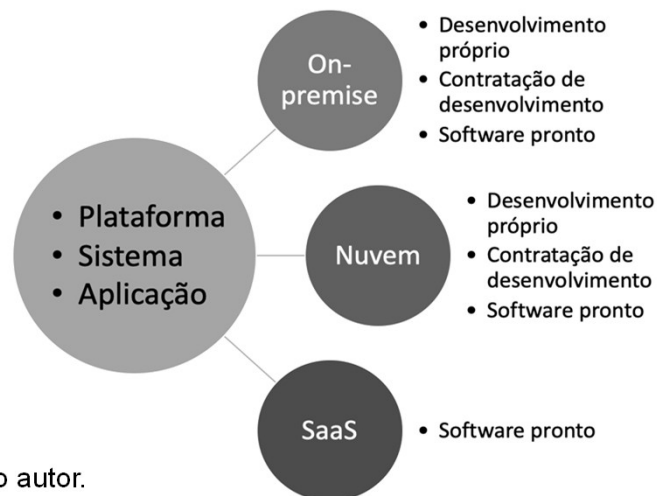 • Plataforma
• Sistema
• Aplicação
On-
premise
• Desenvolvimento
próprio
• Contratação de
desenvolvimento
• Software pronto
Nuvem
• Desenvolvimento
próprio
• Contratação de
desenvolvimento
• Software pronto
SaaS
• Software pronto
o autor.